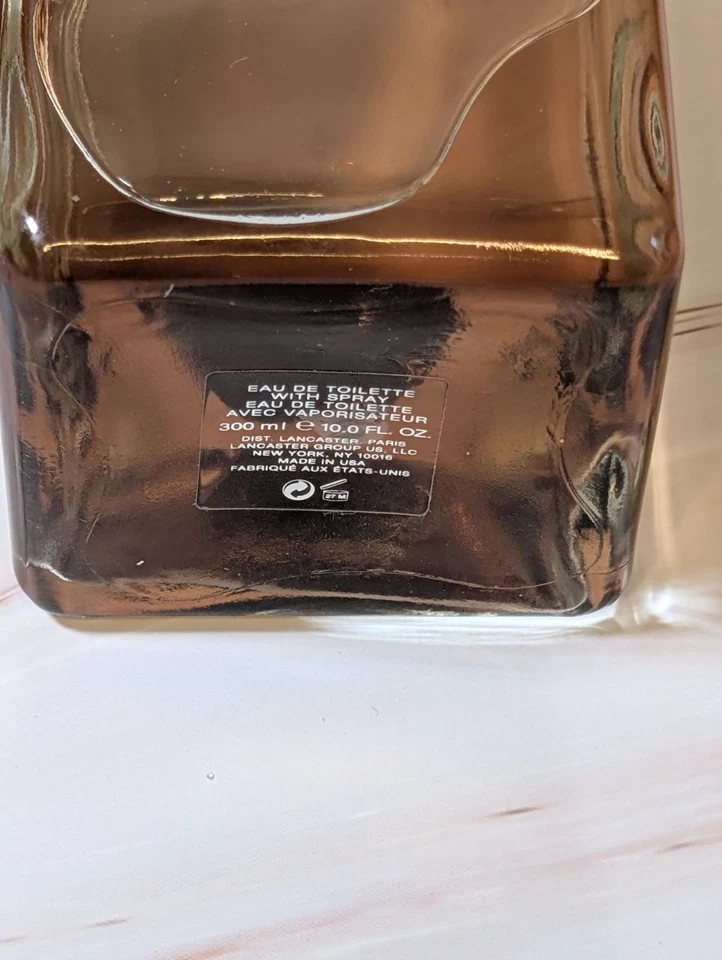 EAU DE TOILETTE
WITH SPRAY
EAU DE TOILETTE
AVEC VAPORISATEUR
300 ml e 10.0 FL. OZ.
DIST. LANCASTER PARIS
LANCASTER GROUP US, LLC
NEW YORK, NY 10016
MADE IN USA
FABRIQUÉ AUX ÉTATS-UNIS
27 M